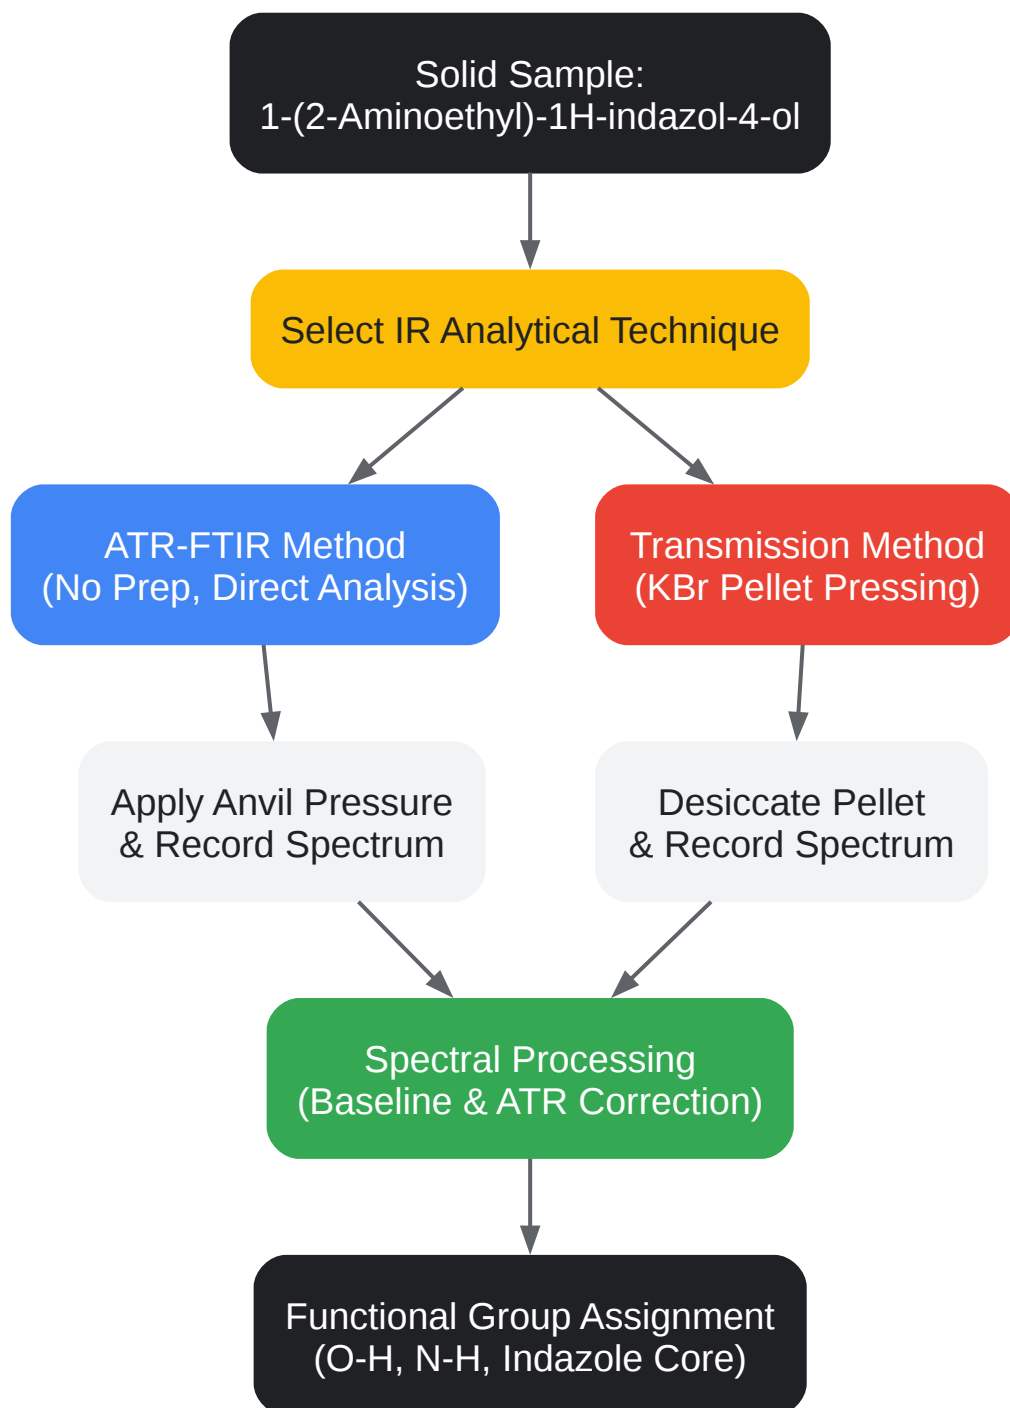 Solid Sample:
1-(2-Aminoethyl)-1H-indazol-4-ol
Select IR Analytical Technique
ATR-FTIR Method
(No Prep, Direct Analysis)
Transmission Method
(KBr Pellet Pressing)
Apply Anvil Pressure
& Record Spectrum
Desiccate Pellet
& Record Spectrum
Spectral Processing
(Baseline & ATR Correction)
Functional Group Assignment
(O-H, N-H, Indazole Core)